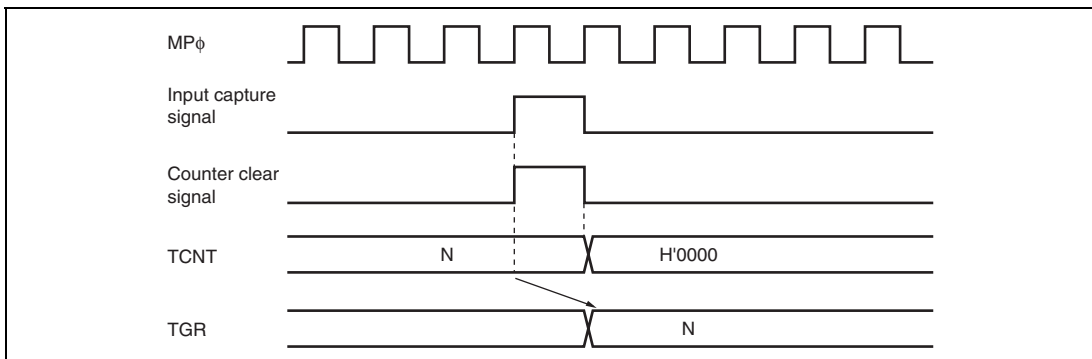 MPϕ
Input capture
signal
Counter clear
signal
TCNT
N
H'0000
TGR
N